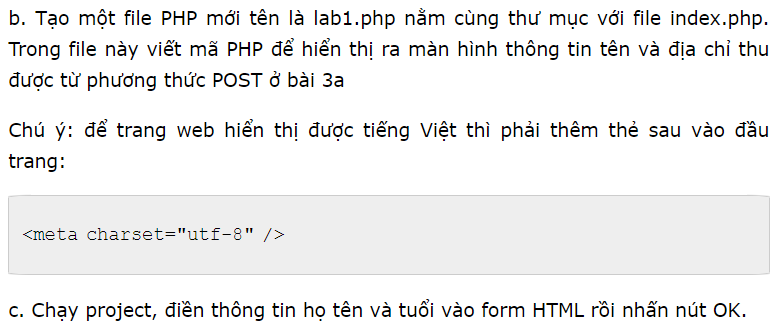 b. Tạo một file PHP mới tên là lab1.php nằm cùng thư mục với file index.php.
Trong file này viết mã PHP để hiển thị ra màn hình thông tin tên và địa chỉ thu
được từ phương thức POST ở bài 3a
Chú ý: để trang web hiển thị được tiếng Việt thì phải thêm thẻ sau vào đầu
trang:
<meta charset="utf-8" />
c. Chạy project, điền thông tin họ tên và tuổi vào form HTML rồi nhấn nút OK.